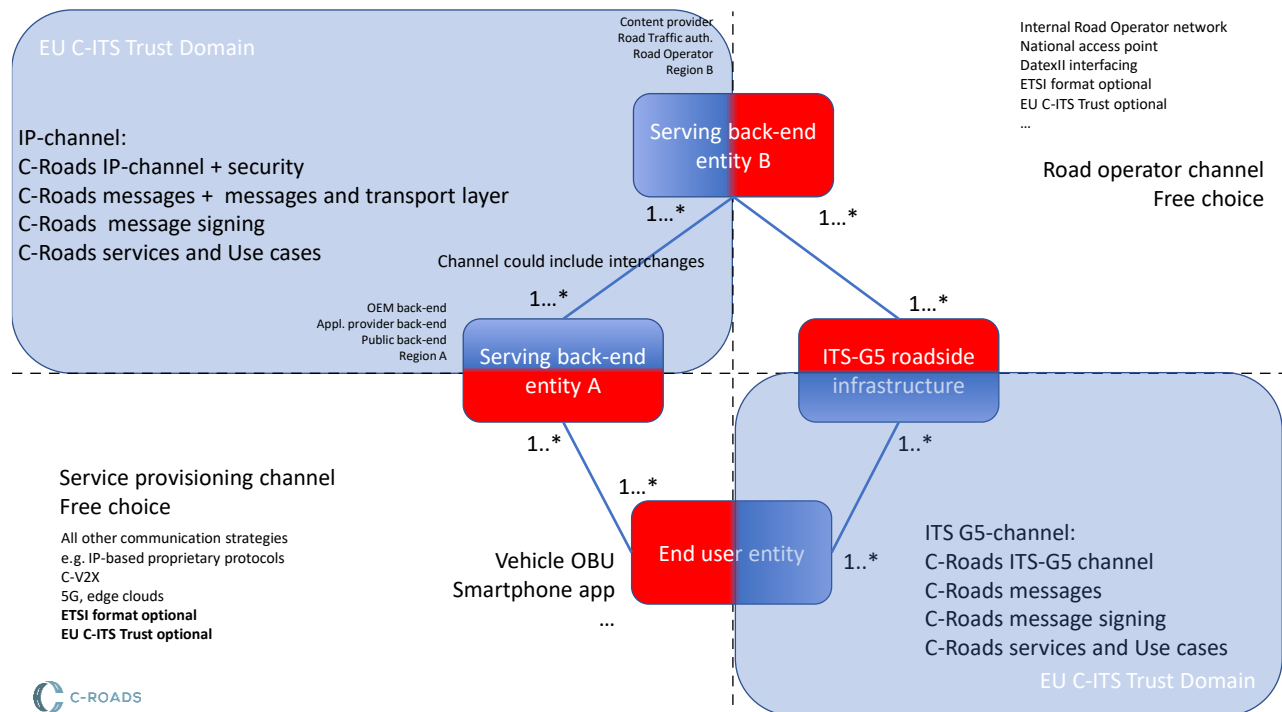 EU C-ITS Trust Domain
Content provider
Road Traffic auth.
Road Operator
Region B
Internal Road Operator network
National access point
DatexII interfacing
ETSI format optional
EU C-ITS Trust optional
...
IP-channel:
C-Roads IP-channel + security
C-Roads messages +  messages and transport layer
C-Roads  message signing
C-Roads services and Use cases
Serving back-end
entity B
Road operator channel
Free choice
1...*
1...*
Channel could include interchanges
1...*
1...*
OEM back-end
Appl. provider back-end
Public back-end
Region A
Serving back-end
entity A
ITS-G5 roadside
infrastructure
1..*
1..*
Service provisioning channel
Free choice
All other communication strategies
e.g. IP-based proprietary protocols
C-V2X
5G, edge clouds
ETSI format optional
EU C-ITS Trust optional
1...*
Vehicle OBU
Smartphone app
...
End user entity
1..*
ITS G5-channel:
C-Roads ITS-G5 channel
C-Roads messages
C-Roads message signing
C-Roads services and Use cases
EU C-ITS Trust Domain
C-ROADS